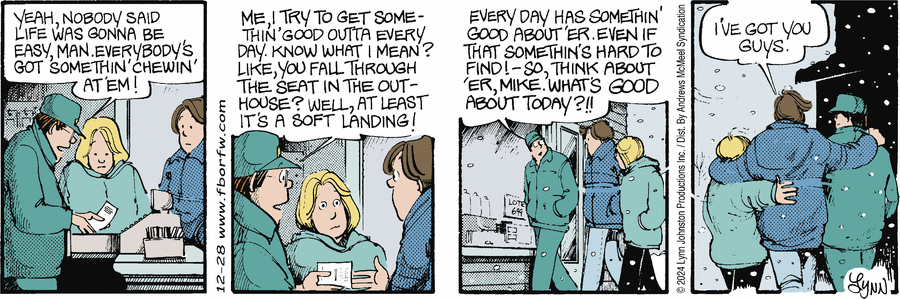 YEAH, NOBODY SAID
LIFE WAS GONNA BE
EASY, MAN. EVERYBODY'S
GOT SOMETHIN' CHEWIN'
AT 'EM!
ME, I TRY TO GET SOME-
THIN' GOOD OUTTA EVERY
DAY. KNOW WHAT I MEAN?
LIKE, YOU FALL THROUGH
THE SEAT IN THE OUT-
HOUSE? WELL, AT LEAST
IT'S A SOFT LANDING!
12-28 www.fborfw.com
EVERY DAY HAS SOMETHIN'
GOOD ABOUT 'ER. EVEN IF
THAT SOMETHIN'S HARD TO
FIND! - SO, THINK ABOUT
'ER, MIKE. WHAT'S GOOD
ABOUT TODAY?!!
LOTE
649
© 2024 Lynn Johnston Productions Inc. / Dist. By Andrews McMeel Syndication
I'VE GOT YOU
GUYS.
LYNN